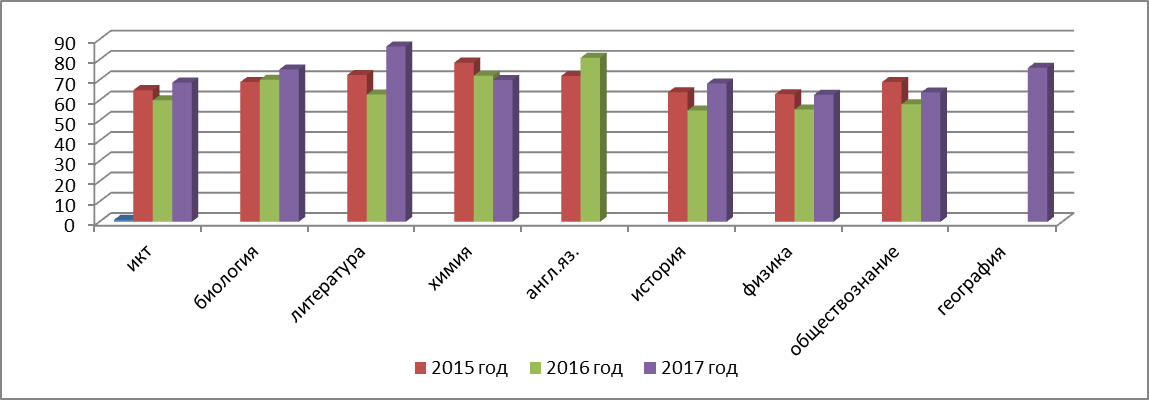 90
80
70
60
50
40
30
20
10
0
икт
биология
литература
химия
англ.яз.
история
физика
обществознание
география
2015 год 2016 год 2017 год